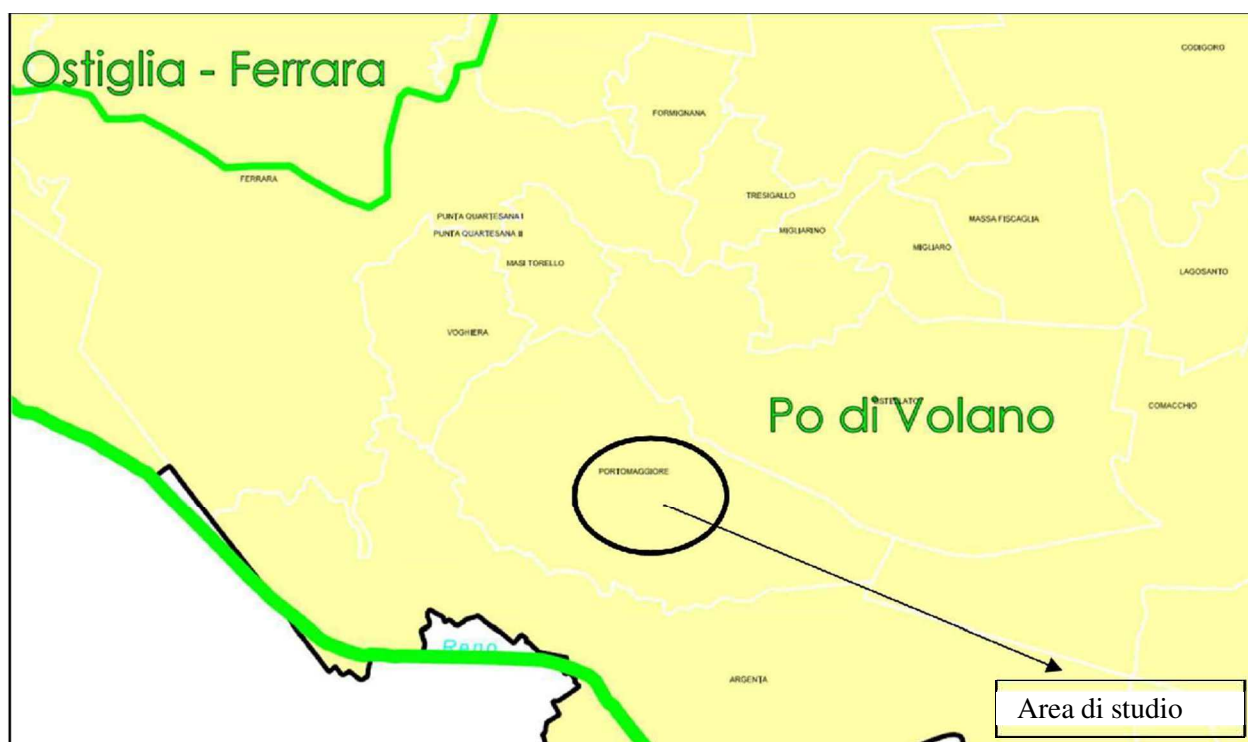 CODIGORO
Ostiglia - Ferrara
FORMIGNANA
FERRARA
TRESIGALLO
PUNTA QUARTESANA I
MASSA FISCAGLIA
PUNTA QUARTESANA II
MIGLIARINO
MIGLIARO
MASI TORELLO
LAGOSANTO
VOGHIERA
OSTELLATO
COMACCHIO
Po di Volano
PORTOMAGGIORE
Reno
ARGENTA
Area di studio